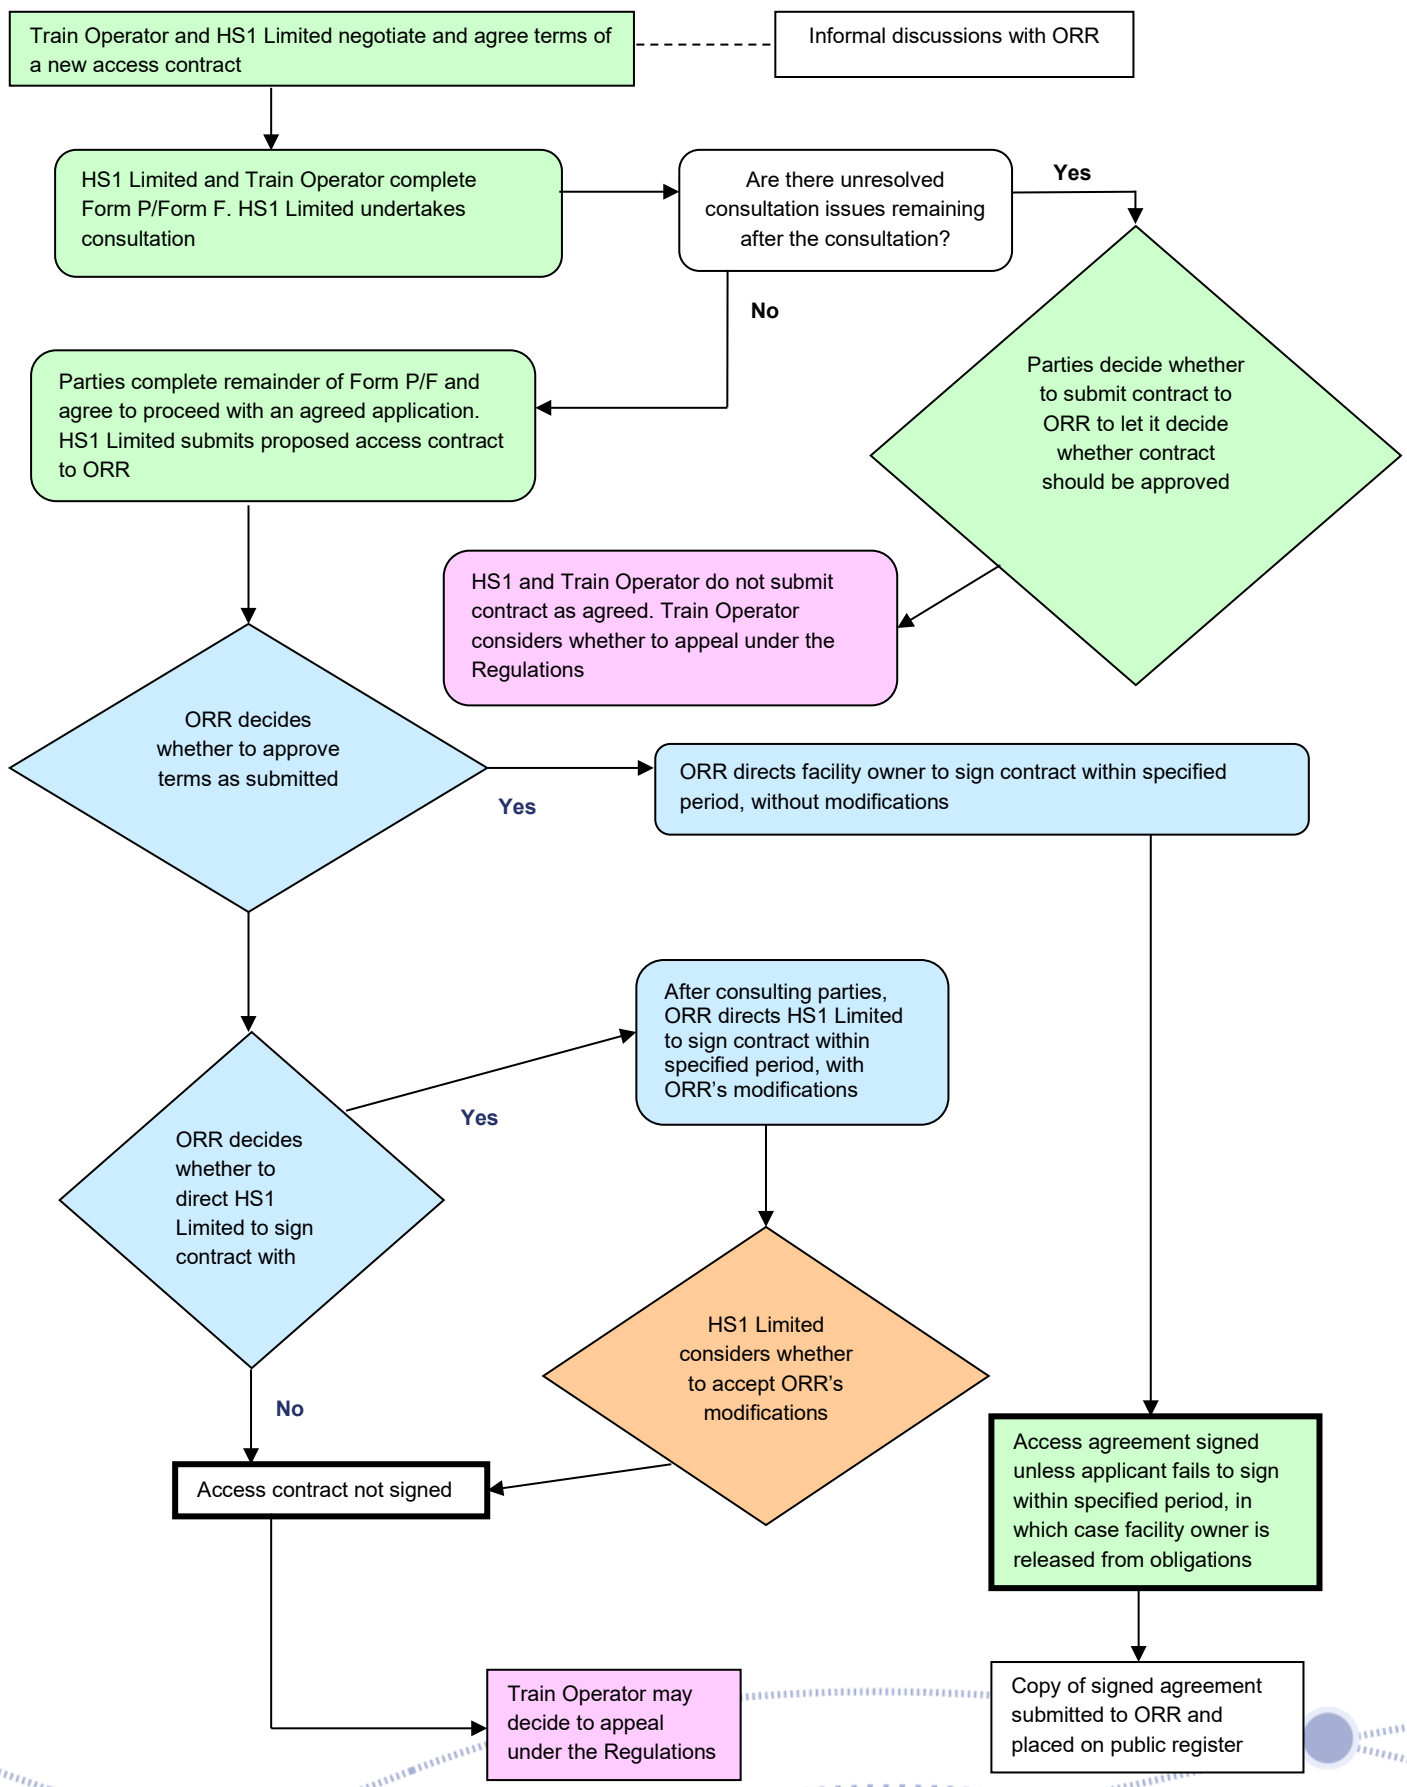 Train Operator and HS1 Limited negotiate and agree terms of
a new access contract
Informal discussions with ORR
HS1 Limited and Train Operator complete
Form P/Form F. HS1 Limited undertakes
consultation
Are there unresolved
consultation issues remaining
after the consultation?
Yes
No
Parties decide whether
to submit contract to
ORR to let it decide
whether contract
should be approved
Parties complete remainder of Form P/F and
agree to proceed with an agreed application.
HS1 Limited submits proposed access contract
to ORR
HS1 and Train Operator do not submit
contract as agreed. Train Operator
considers whether to appeal under the
Regulations
ORR decides
whether to approve
terms as submitted
Yes
ORR directs facility owner to sign contract within specified
period, without modifications
After consulting parties,
ORR directs HS1 Limited
to sign contract within
specified period, with
ORR’s modifications
Yes
ORR decides
whether to
direct HS1
Limited to sign
contract with
HS1 Limited
considers whether
to accept ORR’s
modifications
No
Access contract not signed
Access agreement signed
unless applicant fails to sign
within specified period, in
which case facility owner is
released from obligations
Train Operator may
decide to appeal
under the Regulations
Copy of signed agreement
submitted to ORR and
placed on public register